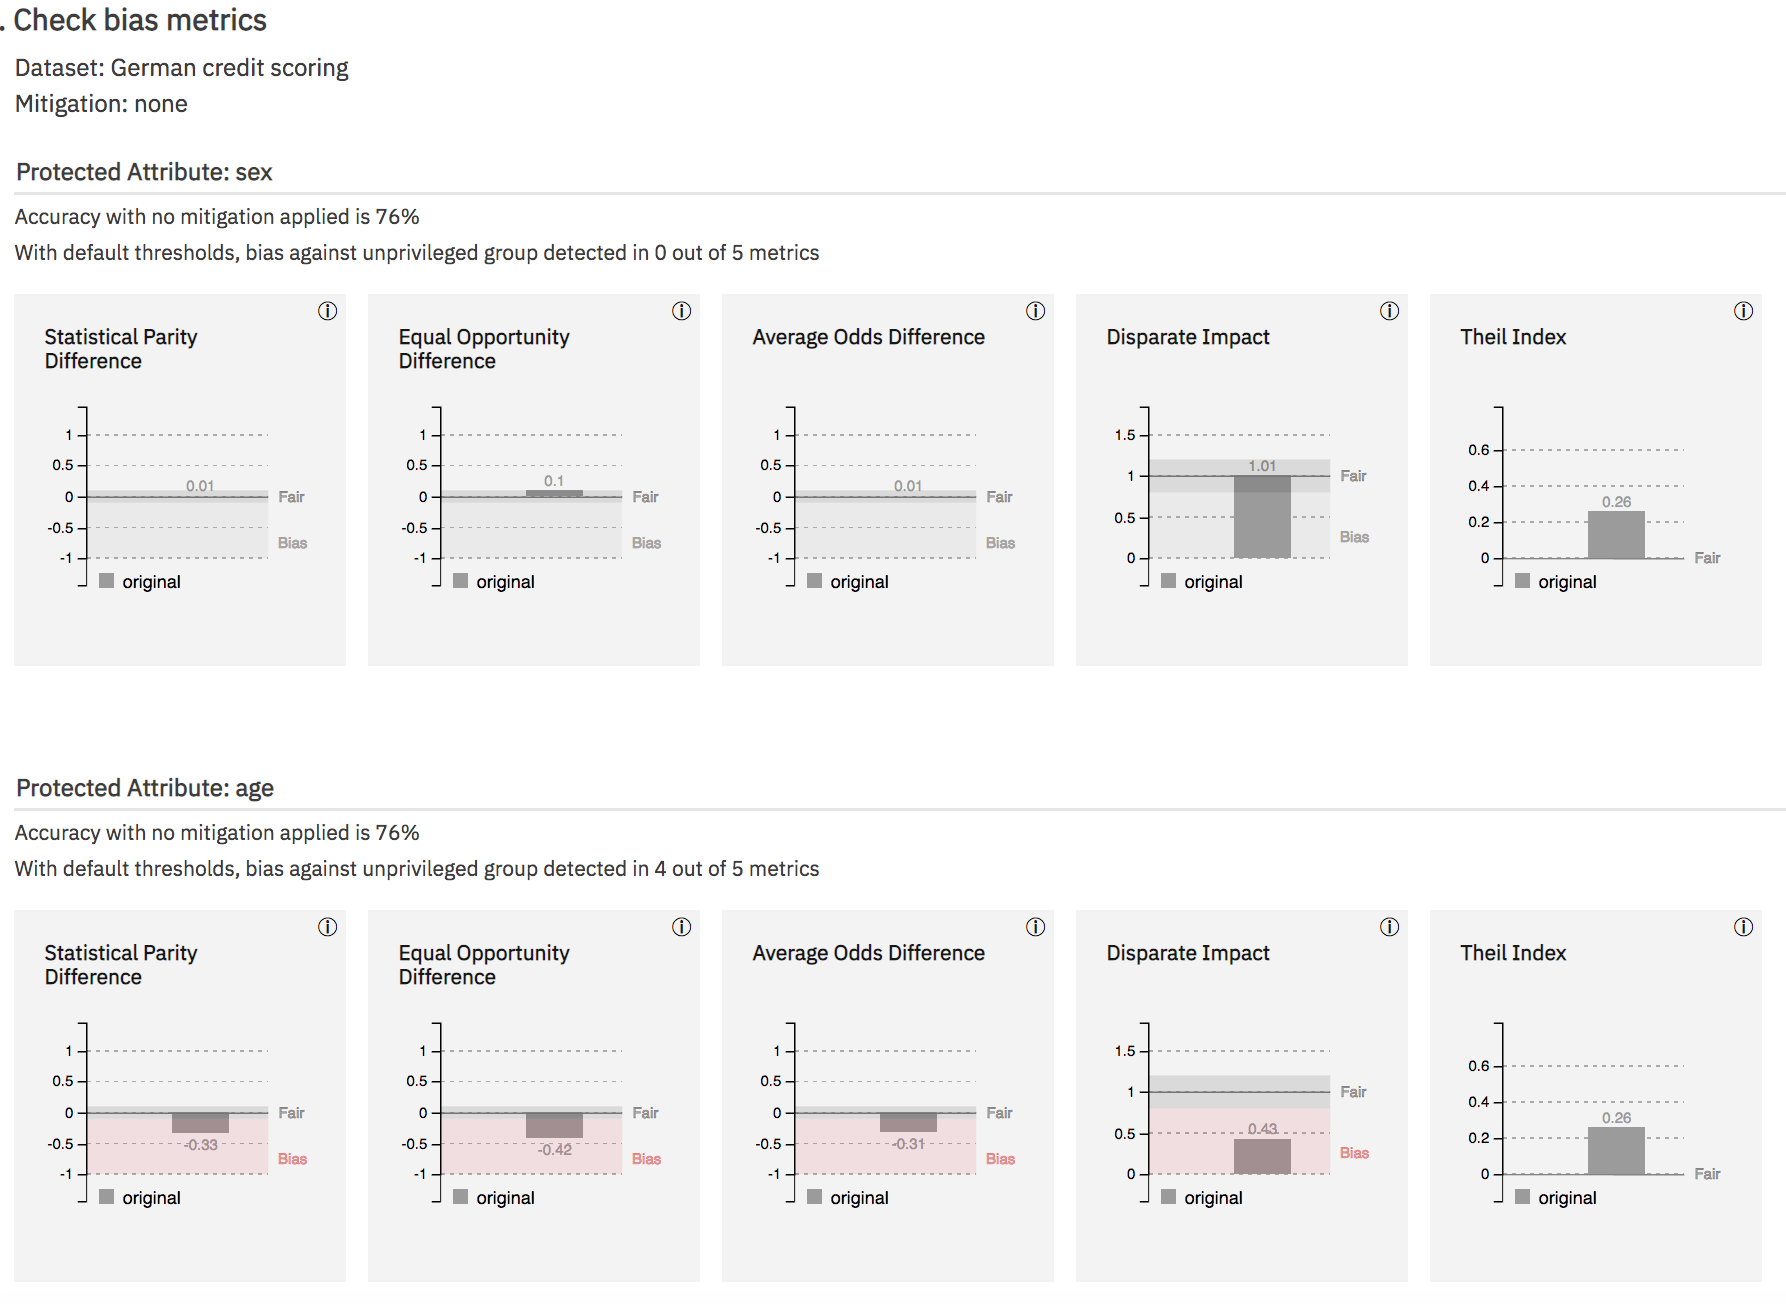 . Check bias metrics
Dataset: German credit scoring
Mitigation: none
Protected Attribute: sex
Accuracy with no mitigation applied is 76%
With default thresholds, bias against unprivileged group detected in 0 out of 5 metrics
Statistical Parity
Difference
1
0.5
0
-0.5
-1
0.01
Fair
Bias
original
Equal Opportunity
Difference
1
0.5
0
-0.5
-1
0.1
Fair
Bias
original
Average Odds Difference
1
0.5
0
-0.5
-1
0.01
Fair
Bias
original
Disparate Impact
1.5
1
0.5
0
1.01
Fair
Bias
original
Theil Index
0.6
0.4
0.2
0
0.26
Fair
original
Protected Attribute: age
Accuracy with no mitigation applied is 76%
With default thresholds, bias against unprivileged group detected in 4 out of 5 metrics
Statistical Parity
Difference
1
0.5
0
-0.5
-1
-0.33
Fair
Bias
original
Equal Opportunity
Difference
1
0.5
0
-0.5
-1
-0.42
Fair
Bias
original
Average Odds Difference
1
0.5
0
-0.5
-1
-0.31
Fair
Bias
original
Disparate Impact
1.5
1
0.5
0
0.43
Fair
Bias
original
Theil Index
0.6
0.4
0.2
0
0.26
Fair
original